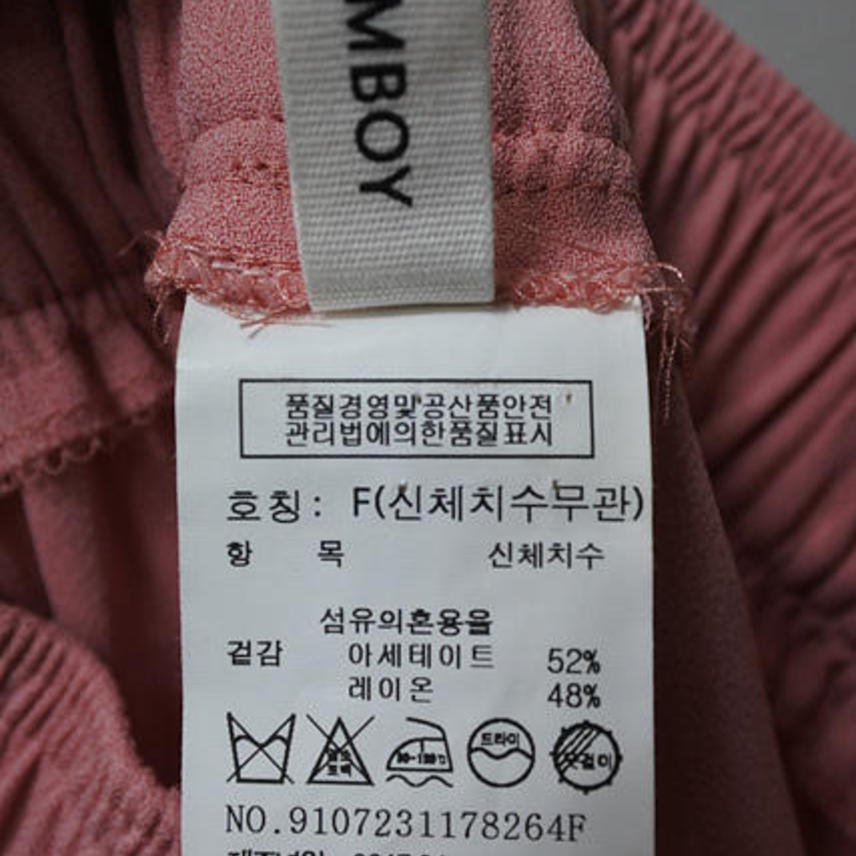 MBOY
품질경영및공산품안전
관리법에의한품질표시
호칭: F(신체치수무관)
항 목 신체치수
섬유의혼용율
겉감 아세테이트 52%
레이온 48%
드라이 옷걸이
NO.9107231178264F